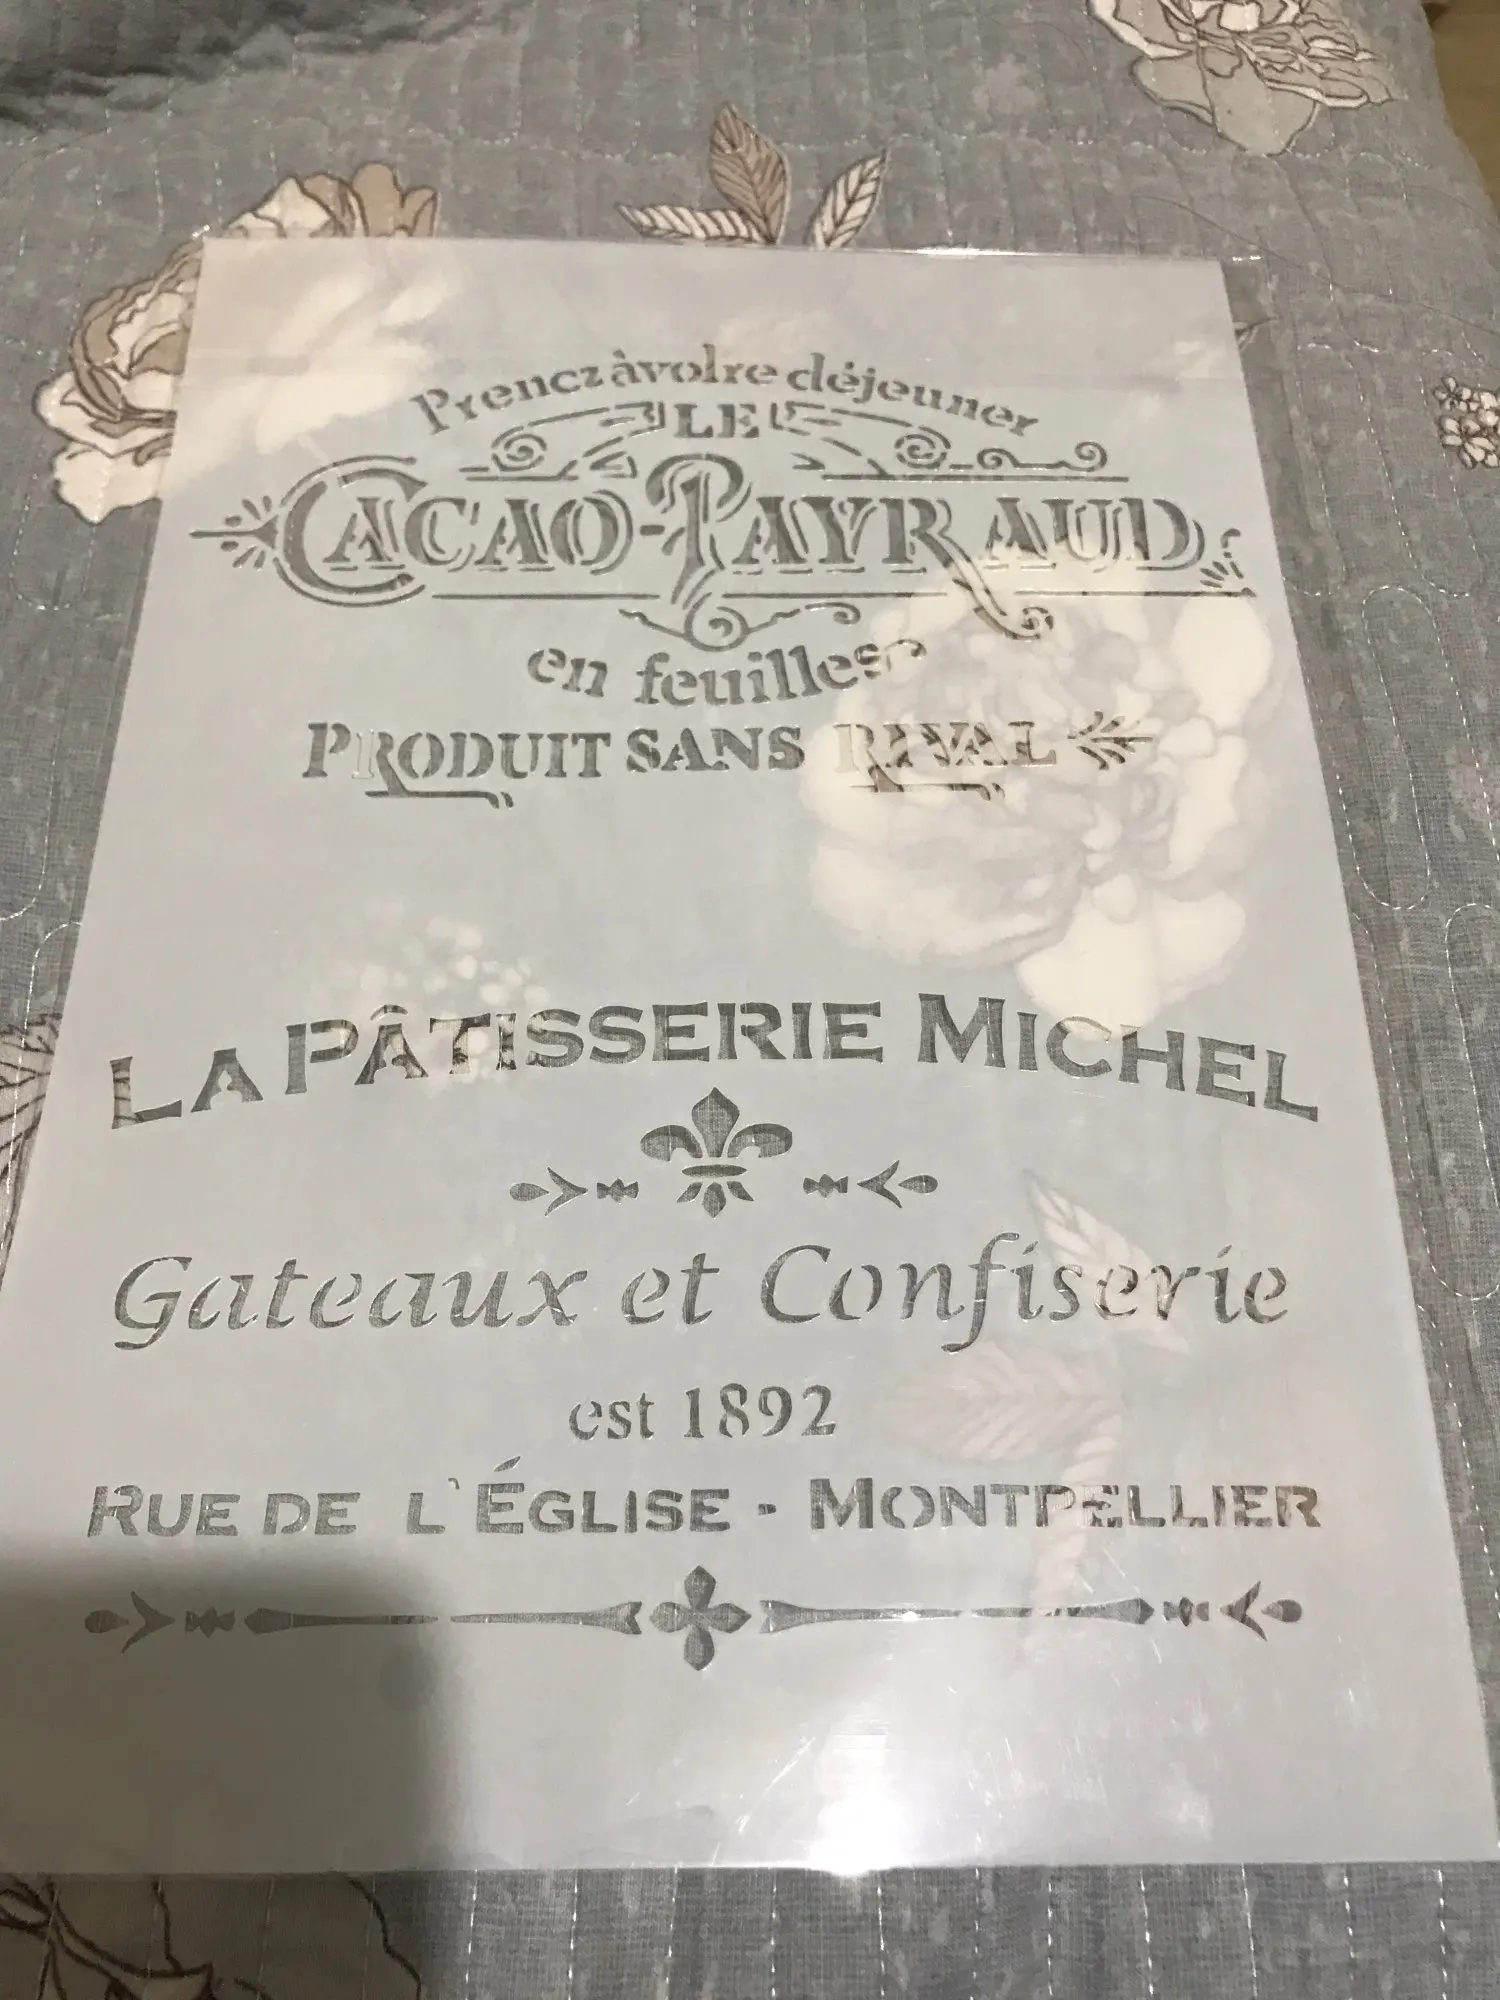 Prencz à volre déjeuner
LE
CACAO-PAYRAUD
en feuilles
PRODUIT SANS RIVAL
LA PÂTISSERIE MICHEL
Gateaux et Confiserie
est 1892
RUE DE L'ÉGLISE - MONTPELLIER